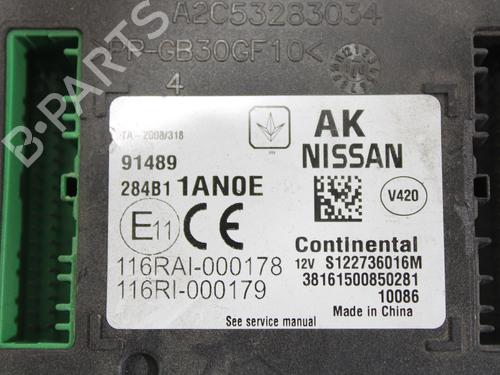 A2C53283034
PP-GB30GF10<
4
TA-2008/318
AK
NISSAN
91489
284B1 1AN0E
V420
E11 CE
Continental
12V S122736016M
116RAI-000178
38161500850281
116RI-000179
10086
Made in China
See service manual